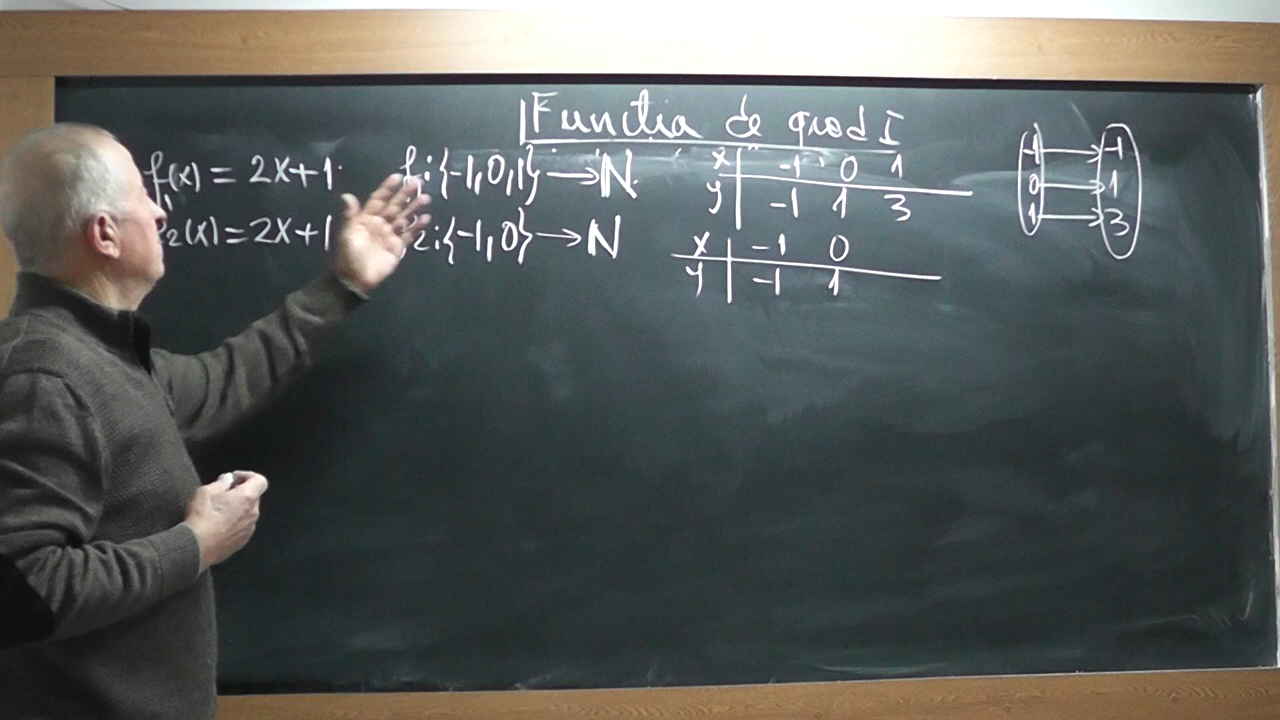 Functia de grad I
f₁(x) = 2x+1 f₁:{-1,0,1}→N
f₂(x)=2x+1 f₂:{-1,0}→N
x | -1 0 1
y | -1 1 3
x | -1 0
y | -1 1
-1 → -1
0 → 1
1 → 3